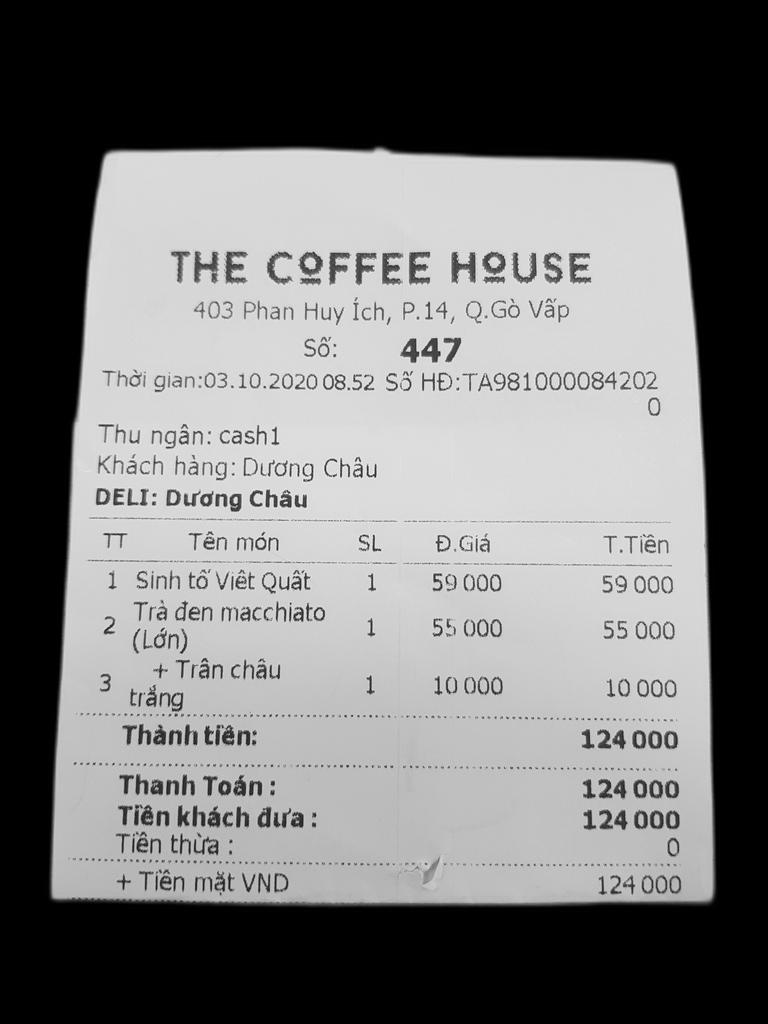 THE COFFEE HOUSE
403 Phan Huy Ích, P.14, Q.Gò Vấp
Số: 447
Thời gian:03.10.2020 08.52 Số HĐ:TA981000084202
0
Thu ngân: cash1
Khách hàng: Dương Châu
DELI: Dương Châu
TT Tên món SL Đ.Giá T.Tiền
1 Sinh tố Việt Quất 1 59 000 59 000
Trà đen macchiato
2 1 55 000 55 000
(Lớn)
+ Trân châu
3 1 10 000 10 000
trắng
Thành tiền: 124 000
Thanh Toán : 124 000
Tiền khách đưa : 124 000
Tiền thừa : 0
+ Tiền mặt VND 124 000